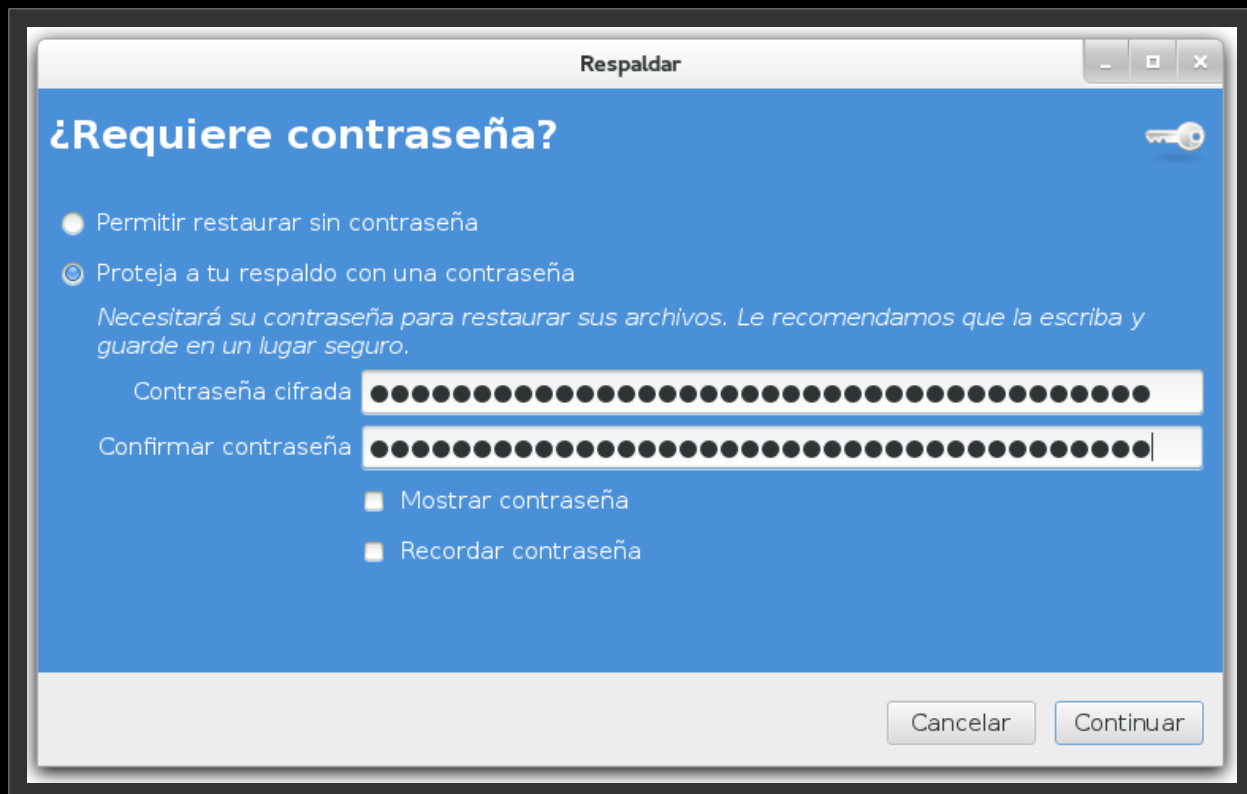 Respaldar
¿Requiere contraseña?
Permitir restaurar sin contraseña
Proteja a tu respaldo con una contraseña
Necesitará su contraseña para restaurar sus archivos. Le recomendamos que la escriba y
guarde en un lugar seguro.
Contraseña cifrada
Confirmar contraseña
Mostrar contraseña
Recordar contraseña
Cancelar Continuar